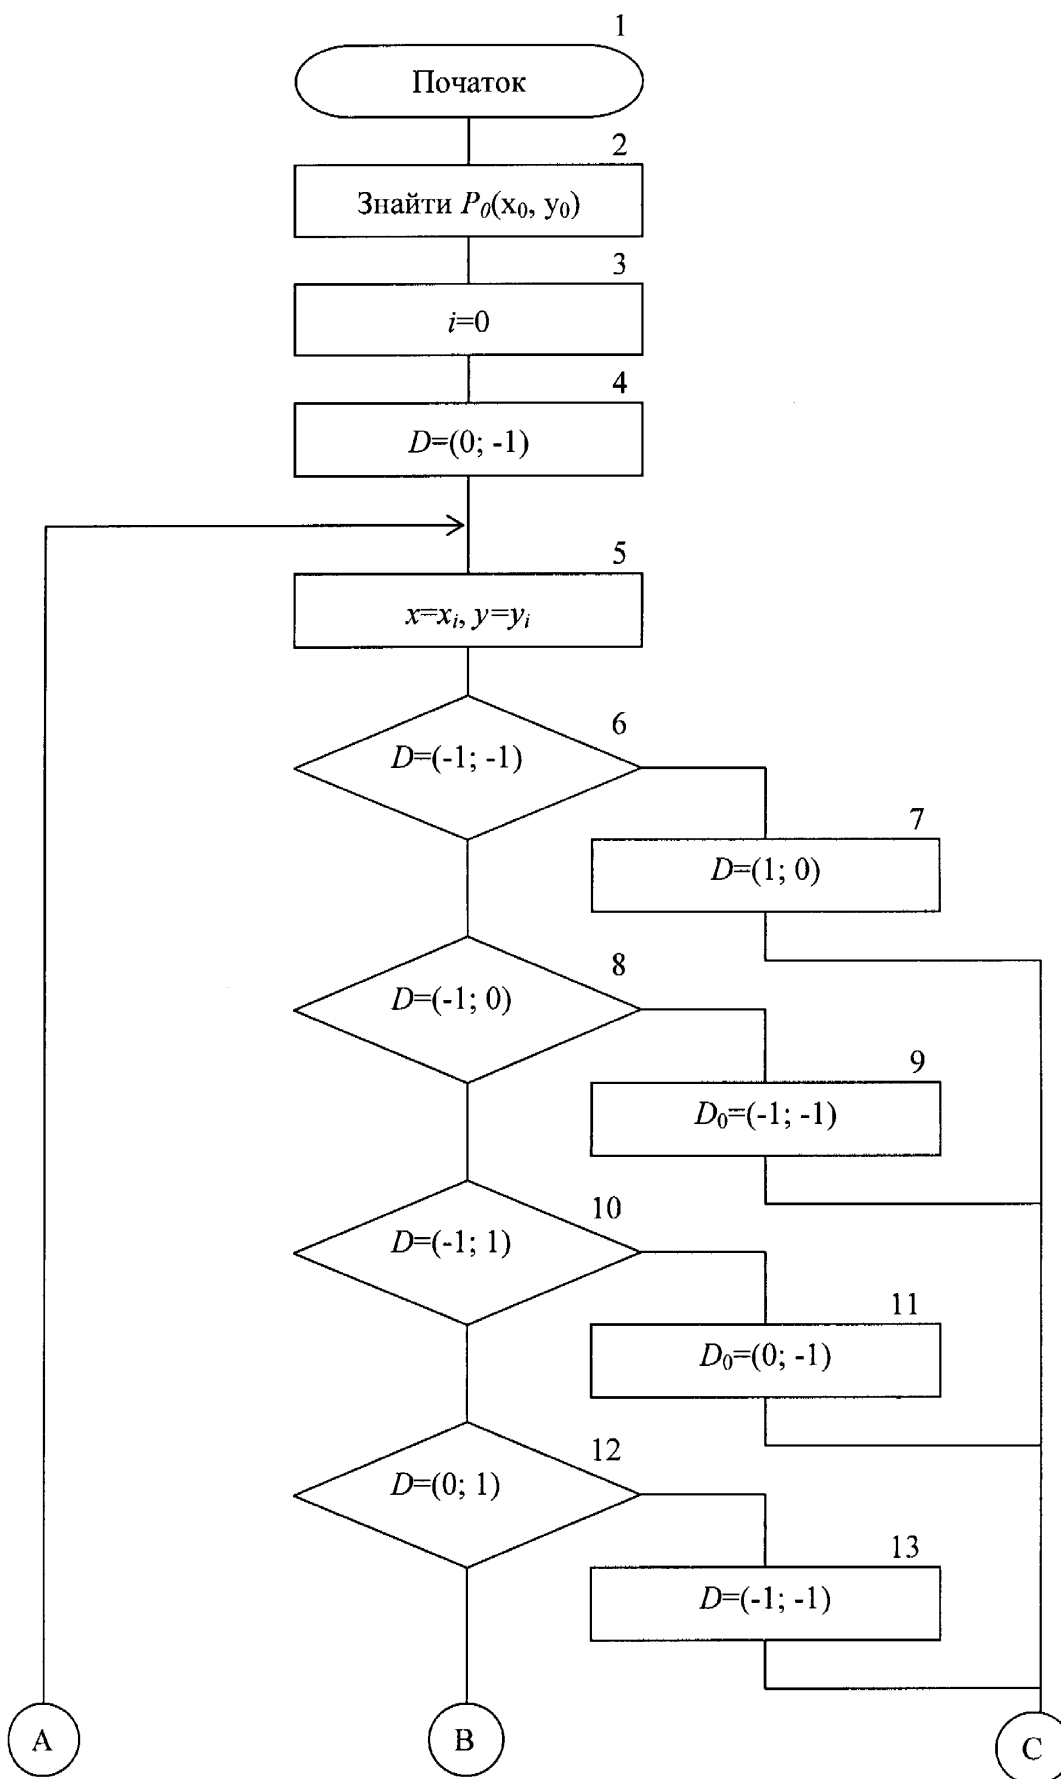 1
Початок
2
Знайти P₀(x₀, y₀)
3
i=0
4
D=(0; -1)
5
x=xᵢ, y=yᵢ
6
D=(-1; -1)
7
D=(1; 0)
8
D=(-1; 0)
9
D₀=(-1; -1)
10
D=(-1; 1)
11
D₀=(0; -1)
12
D=(0; 1)
13
D=(-1; -1)
A
B
C